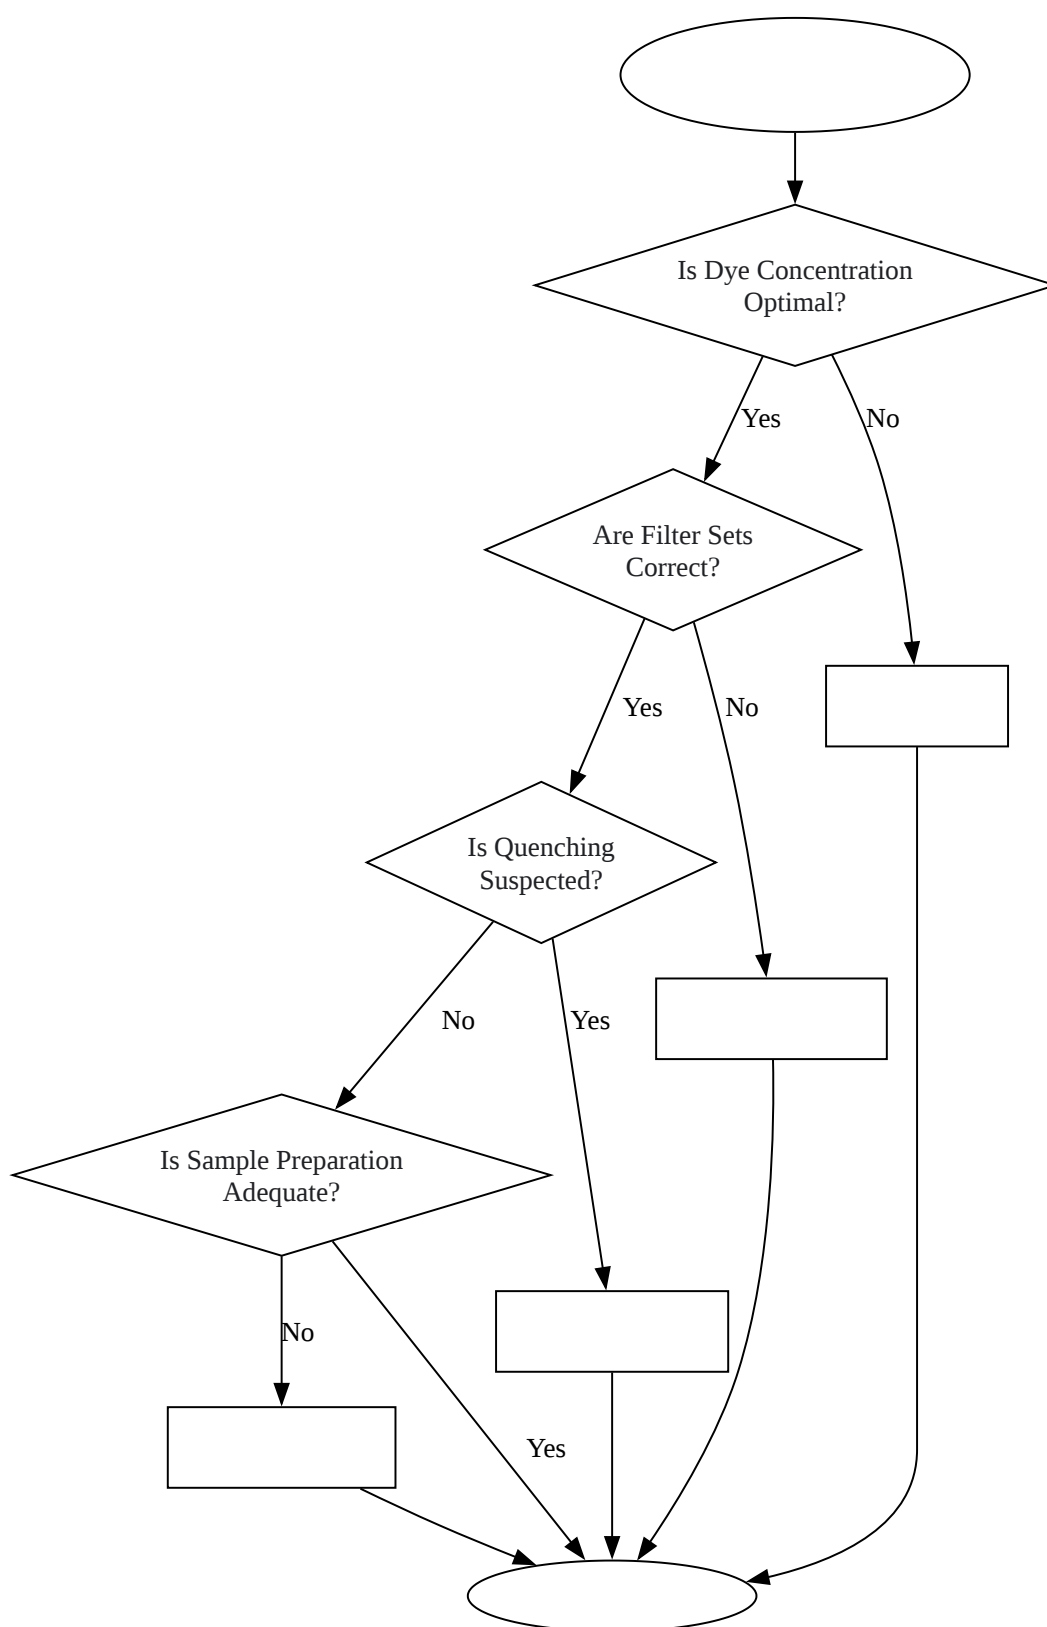 Is Dye Concentration
Optimal?
Yes
No
Are Filter Sets
Correct?
Yes
No
Is Quenching
Suspected?
No
Yes
Is Sample Preparation
Adequate?
No
Yes